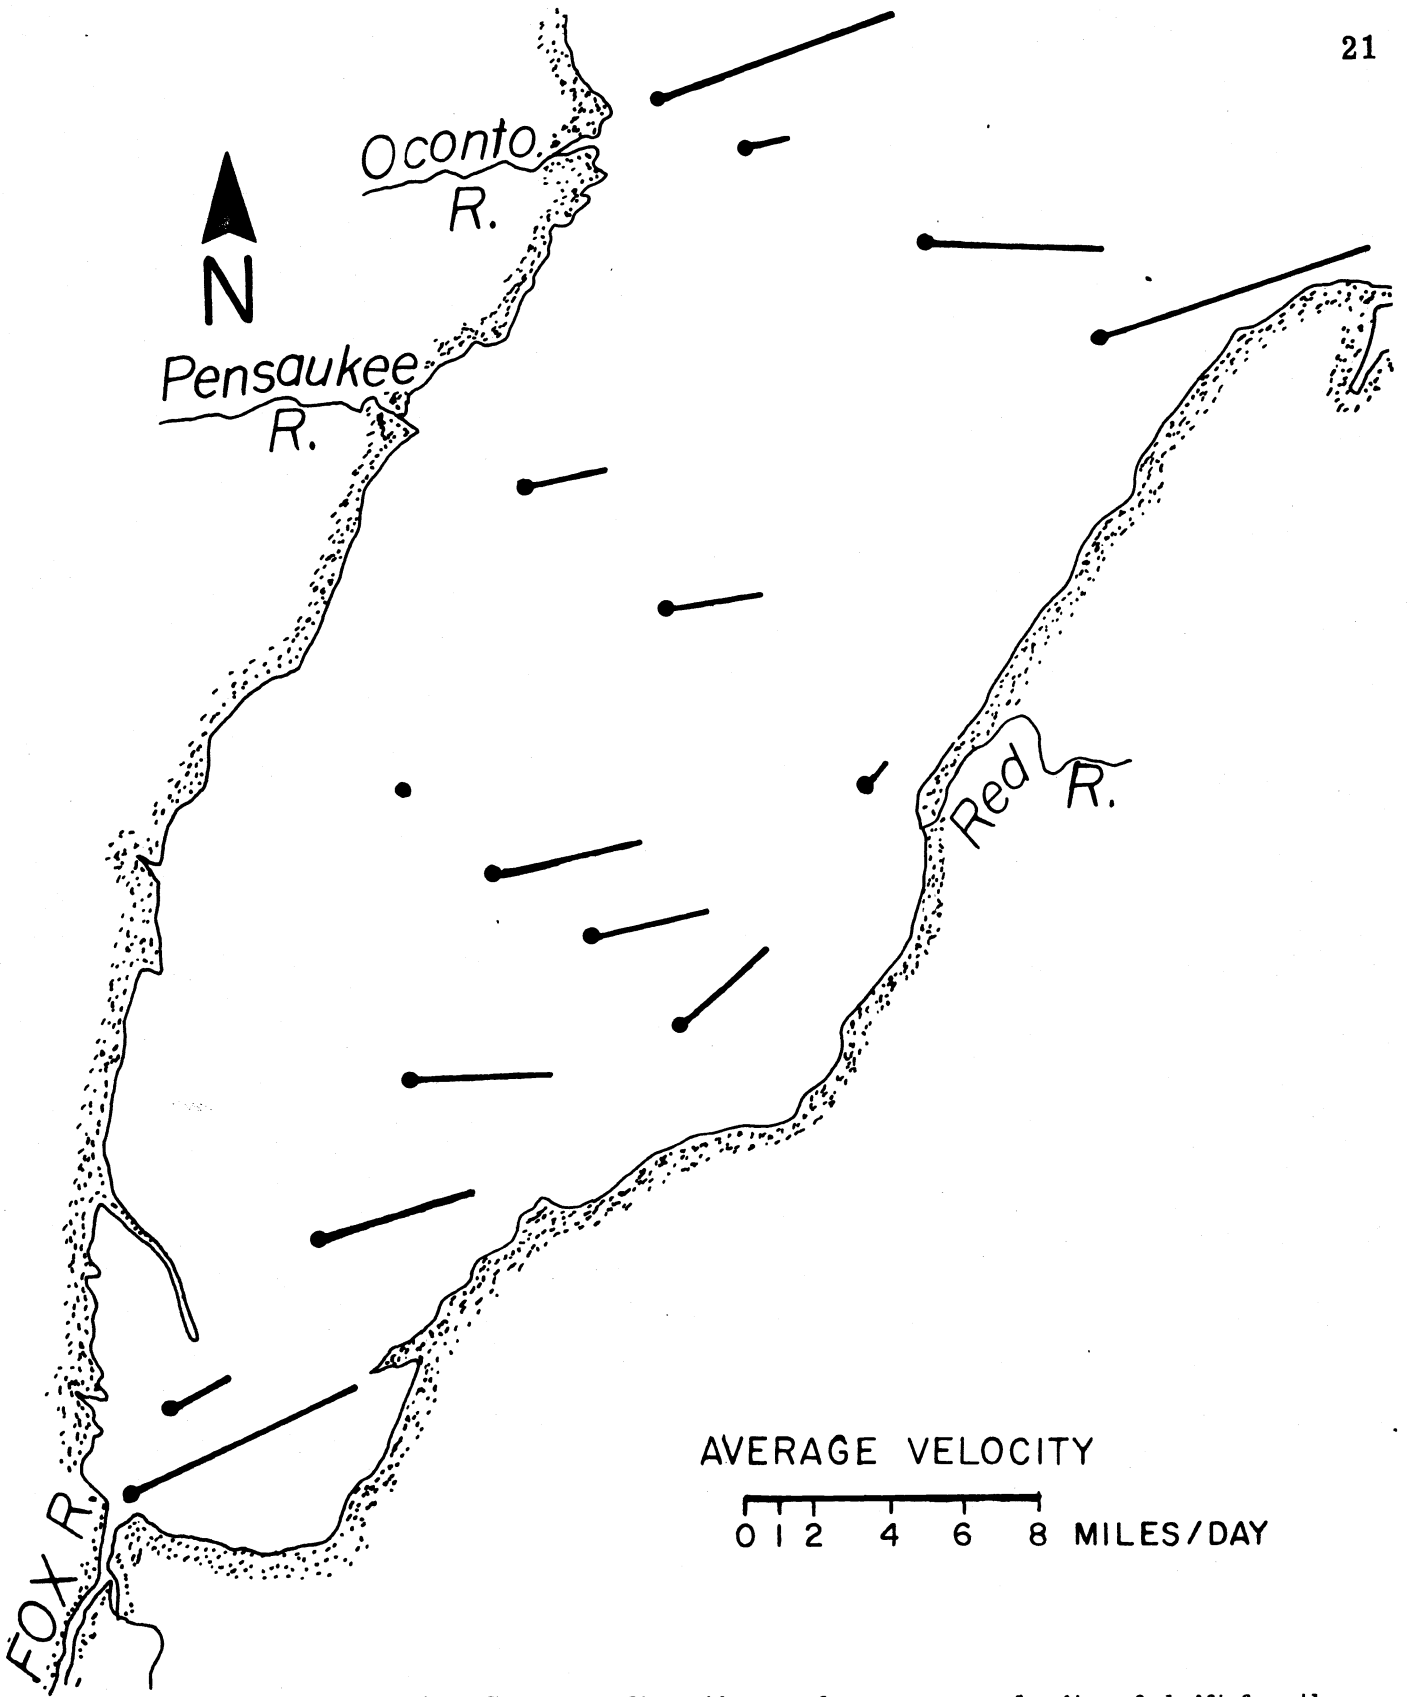 21
Oconto
R.
N
Pensaukee
R.
Red
R.
AVERAGE VELOCITY
0 1 2 4 6 8 MILES/DAY
FOX R